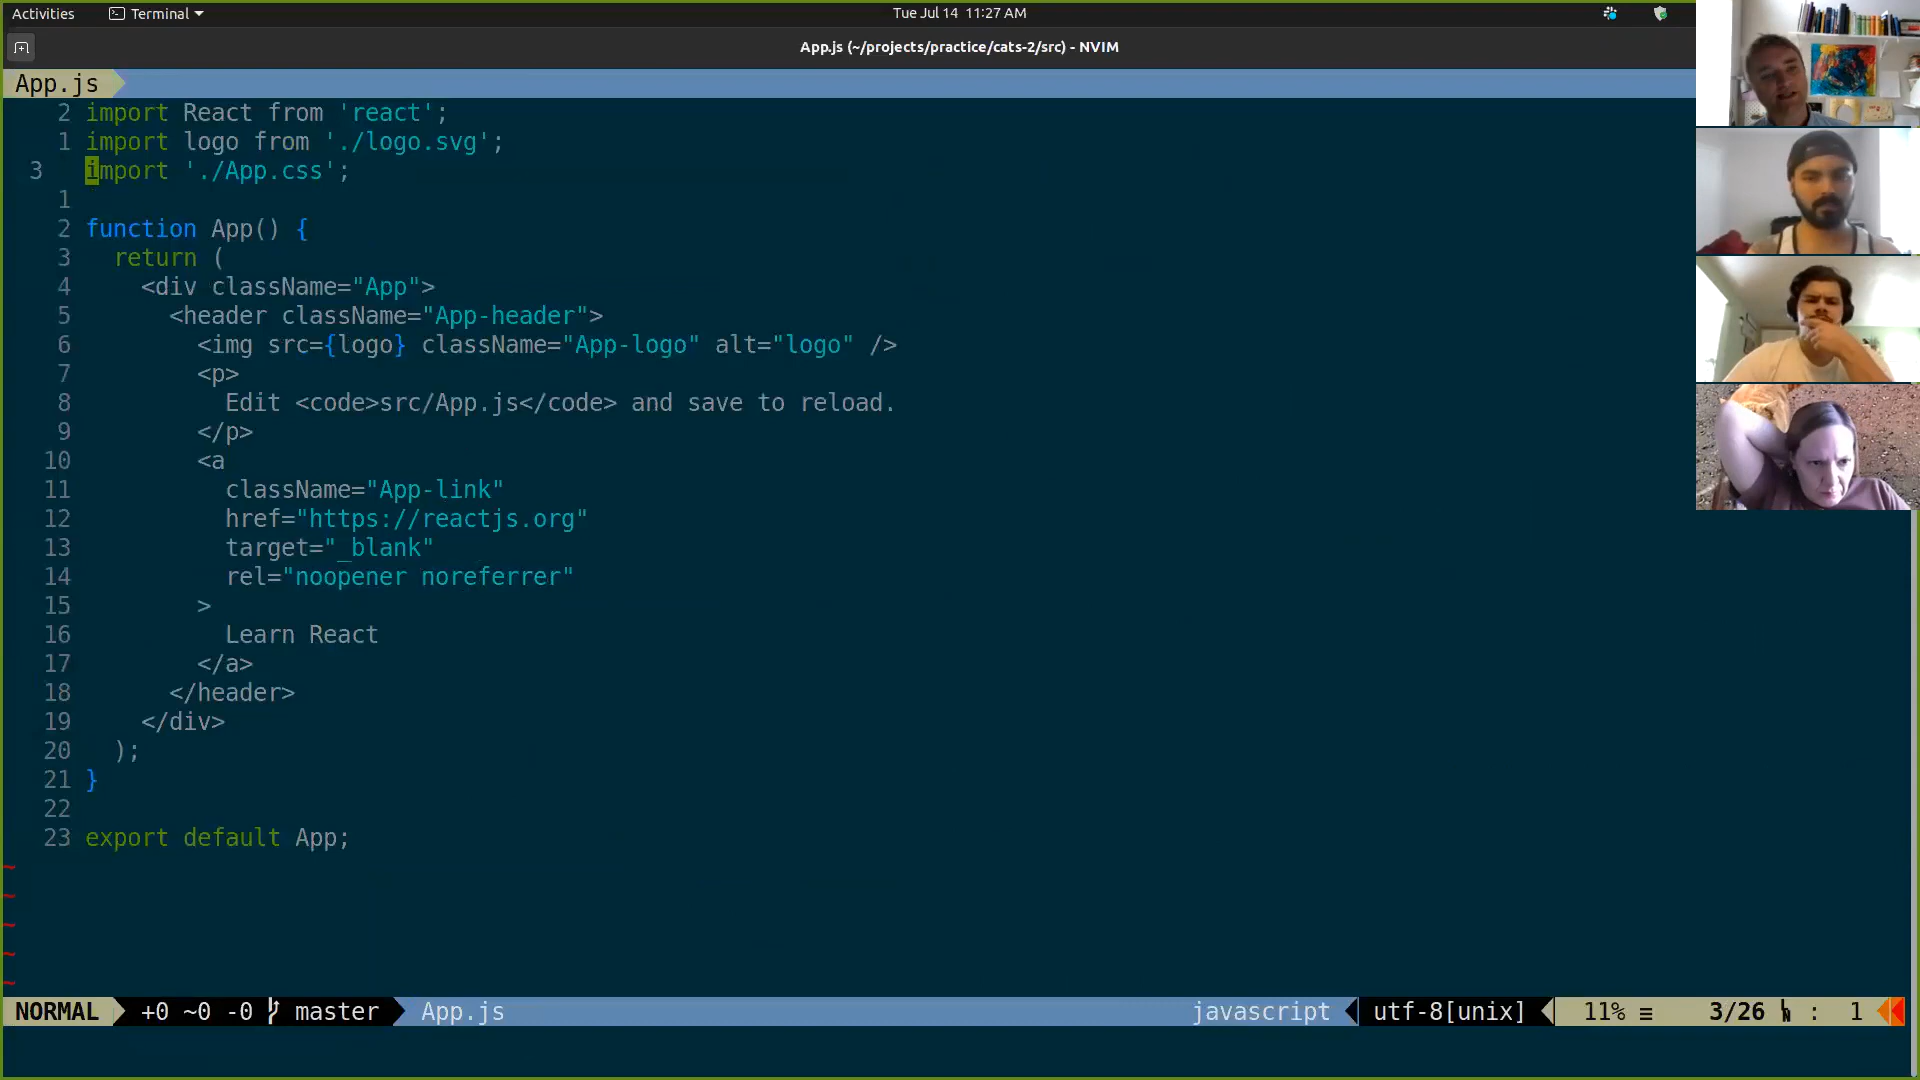 Activities Terminal Tue Jul 14 11:27 AM
App.js (~/projects/practice/cats-2/src) - NVIM
App.js
2 import React from 'react';
1 import logo from './logo.svg';
3 import './App.css';
1
2 function App() {
3 return (
4 <div className="App">
5 <header className="App-header">
6 <img src={logo} className="App-logo" alt="logo" />
7 <p>
8 Edit <code>src/App.js</code> and save to reload.
9 </p>
10 <a
11 className="App-link"
12 href="https://reactjs.org"
13 target="_blank"
14 rel="noopener noreferrer"
15 >
16 Learn React
17 </a>
18 </header>
19 </div>
20 );
21 }
22
23 export default App;
~
~
~
~
~
NORMAL +0 ~0 -0 master App.js javascript utf-8[unix] 11% ≡ 3/26 : 1